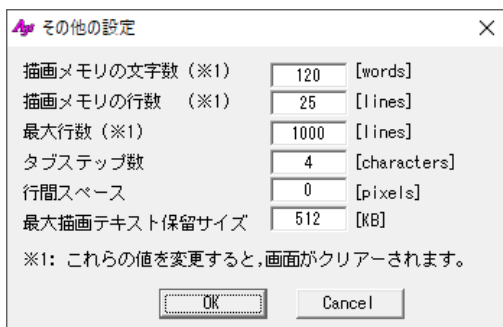 Ags その他の設定
描画メモリの文字数 (※1) 120 [words]
描画メモリの行数 (※1) 25 [lines]
最大行数 (※1) 1000 [lines]
タブステップ数 4 [characters]
行間スペース 0 [pixels]
最大描画テキスト保留サイズ 512 [KB]
※1: これらの値を変更すると,画面がクリアーされます。
OK Cancel